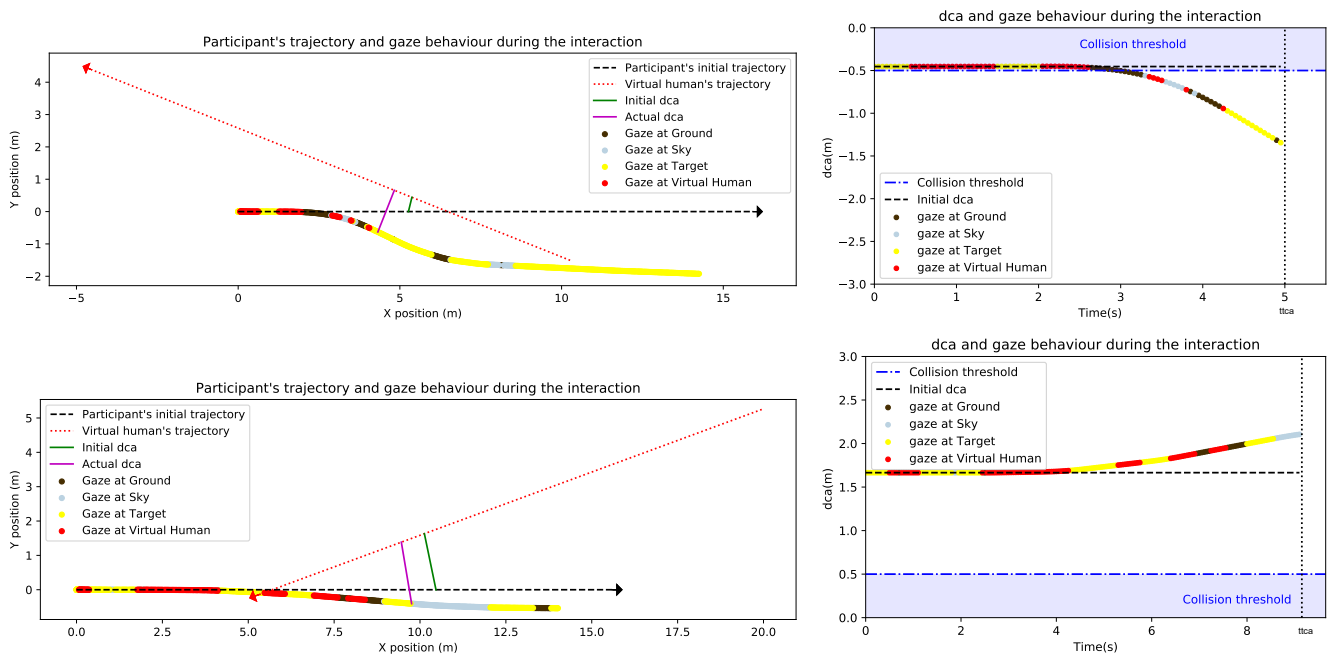 Participant's trajectory and gaze behaviour during the interaction
Y position (m)
4
3
2
1
0
−1
−2
Participant's initial trajectory
Virtual human's trajectory
Initial dca
Actual dca
Gaze at Ground
Gaze at Sky
Gaze at Target
Gaze at Virtual Human
−5
0
5
10
15
X position (m)
dca and gaze behaviour during the interaction
dca(m)
0.0
−0.5
−1.0
−1.5
−2.0
−2.5
−3.0
Collision threshold
Collision threshold
Initial dca
gaze at Ground
gaze at Sky
gaze at Target
gaze at Virtual Human
0
1
2
3
4
5
ttca
Time(s)
Participant's trajectory and gaze behaviour during the interaction
Y position (m)
5
4
3
2
1
0
Participant's initial trajectory
Virtual human's trajectory
Initial dca
Actual dca
Gaze at Ground
Gaze at Sky
Gaze at Target
Gaze at Virtual Human
0.0
2.5
5.0
7.5
10.0
12.5
15.0
17.5
20.0
X position (m)
dca and gaze behaviour during the interaction
dca(m)
3.0
2.5
2.0
1.5
1.0
0.5
0.0
Collision threshold
Initial dca
gaze at Ground
gaze at Sky
gaze at Target
gaze at Virtual Human
Collision threshold
0
2
4
6
8
ttca
Time(s)